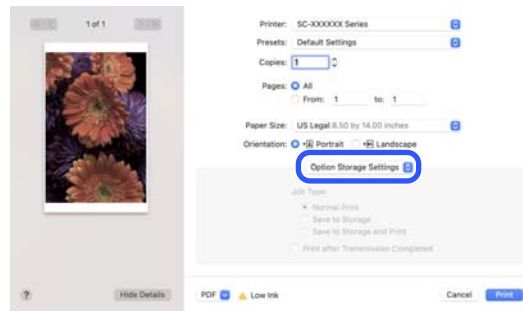 1 of 1
Printer: SC-XXXXXX Series
Presets: Default Settings
Copies: 1
Pages: All
From: 1 to: 1
Paper Size: US Legal 8.50 by 14.00 inches
Orientation: Portrait Landscape
Option Storage Settings
Job Type:
Normal Print
Save to Storage
Save to Storage and Print
Print after Transmission Completed
? Hide Details PDF Low Ink Cancel Print